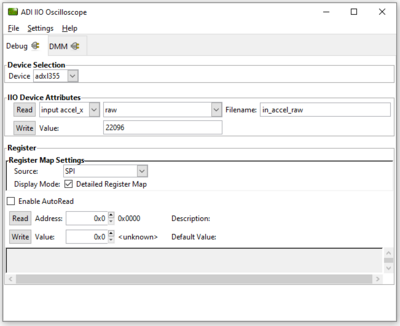 ADI IIO Oscilloscope
File Settings Help
Debug DMM
Device Selection
Device adxl355
IIO Device Attributes
Read input accel_x raw Filename: in_accel_raw
Write Value: 22096
Register
Register Map Settings
Source: SPI
Display Mode: Detailed Register Map
Enable AutoRead
Read Address: 0x0 0x0000 Description:
Write Value: 0x0 <unknown> Default Value: